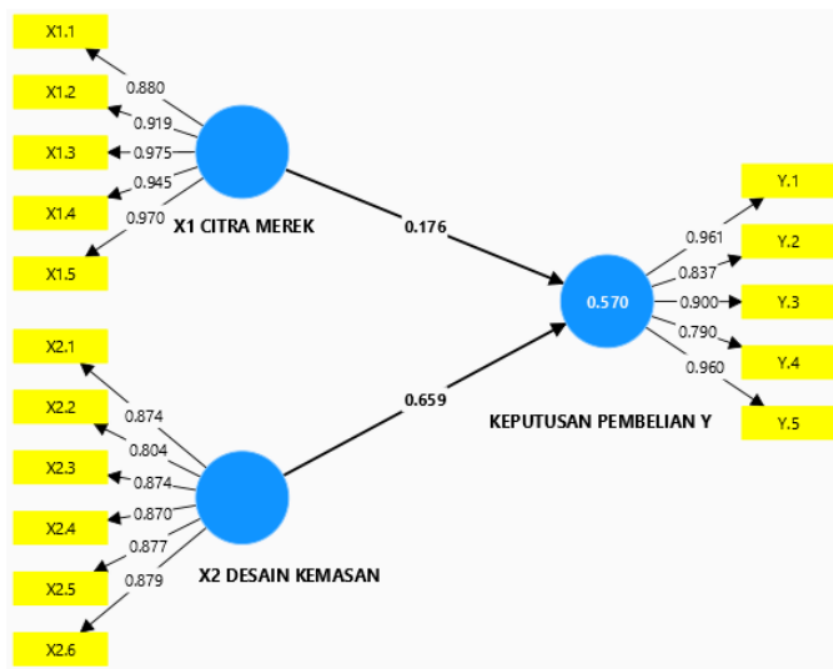 X1.1
0.880
X1.2
0.919
X1.3
0.975
X1.4
0.945
X1.5
0.970
X1 CITRA MEREK
0.176
X2.1
0.874
X2.2
0.804
X2.3
0.874
X2.4
0.870
X2.5
0.877
X2.6
0.879
X2 DESAIN KEMASAN
0.659
0.570
KEPUTUSAN PEMBELIAN Y
Y.1
0.961
Y.2
0.837
Y.3
0.900
Y.4
0.790
Y.5
0.960